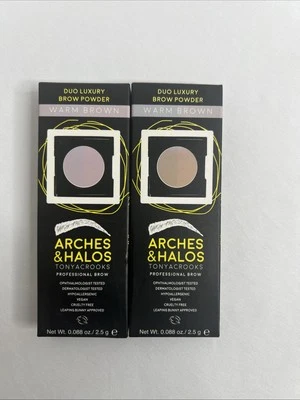 DUO LUXURY
BROW POWDER
WARM BROWN
ARCHES
&HALOS
TONYACROOKS
PROFESSIONAL BROW
OPHTHALMOLOGIST TESTED
DERMATOLOGIST TESTED
HYPOALLERGENIC
VEGAN
CRUELTY FREE
LEAPING BUNNY APPROVED
Net Wt. 0.088 oz/ 2.5 g e
DUO LUXURY
BROW POWDER
WARM BROWN
ARCHES
&HALOS
TONYACROOKS
PROFESSIONAL BROW
OPHTHALMOLOGIST TESTED
DERMATOLOGIST TESTED
HYPOALLERGENIC
VEGAN
CRUELTY FREE
LEAPING BUNNY APPROVED
Net Wt. 0.088 oz/ 2.5 g e